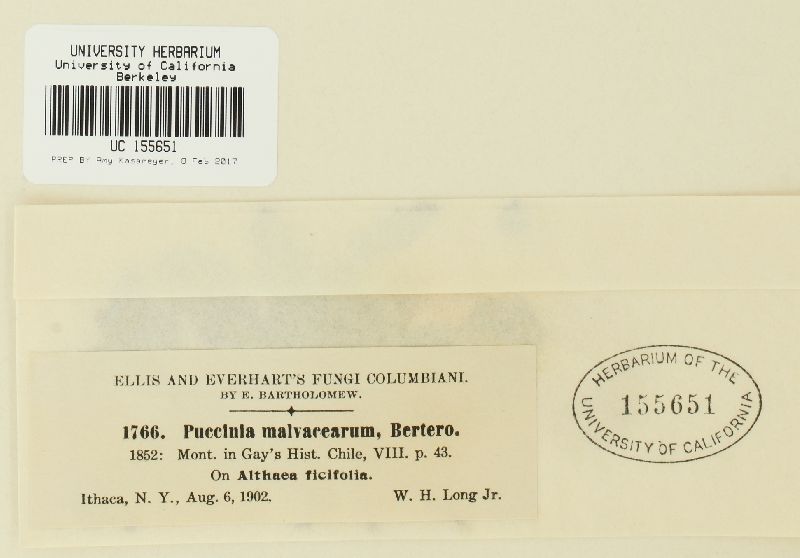 UNIVERSITY HERBARIUM
University of California
Berkeley
UC 155651
PREP BY Amy Kasameyer, 8 Feb 2017
ELLIS AND EVERHART'S FUNGI COLUMBIANI.
BY E. BARTHOLOMEW.
1766. Puccinia malvacearum, Bertero.
1852: Mont. in Gay's Hist. Chile, VIII. p. 43.
On Althaea ficifolia.
Ithaca, N. Y., Aug. 6, 1902. W. H. Long Jr.
HERBARIUM OF THE
155651
UNIVERSITY OF CALIFORNIA